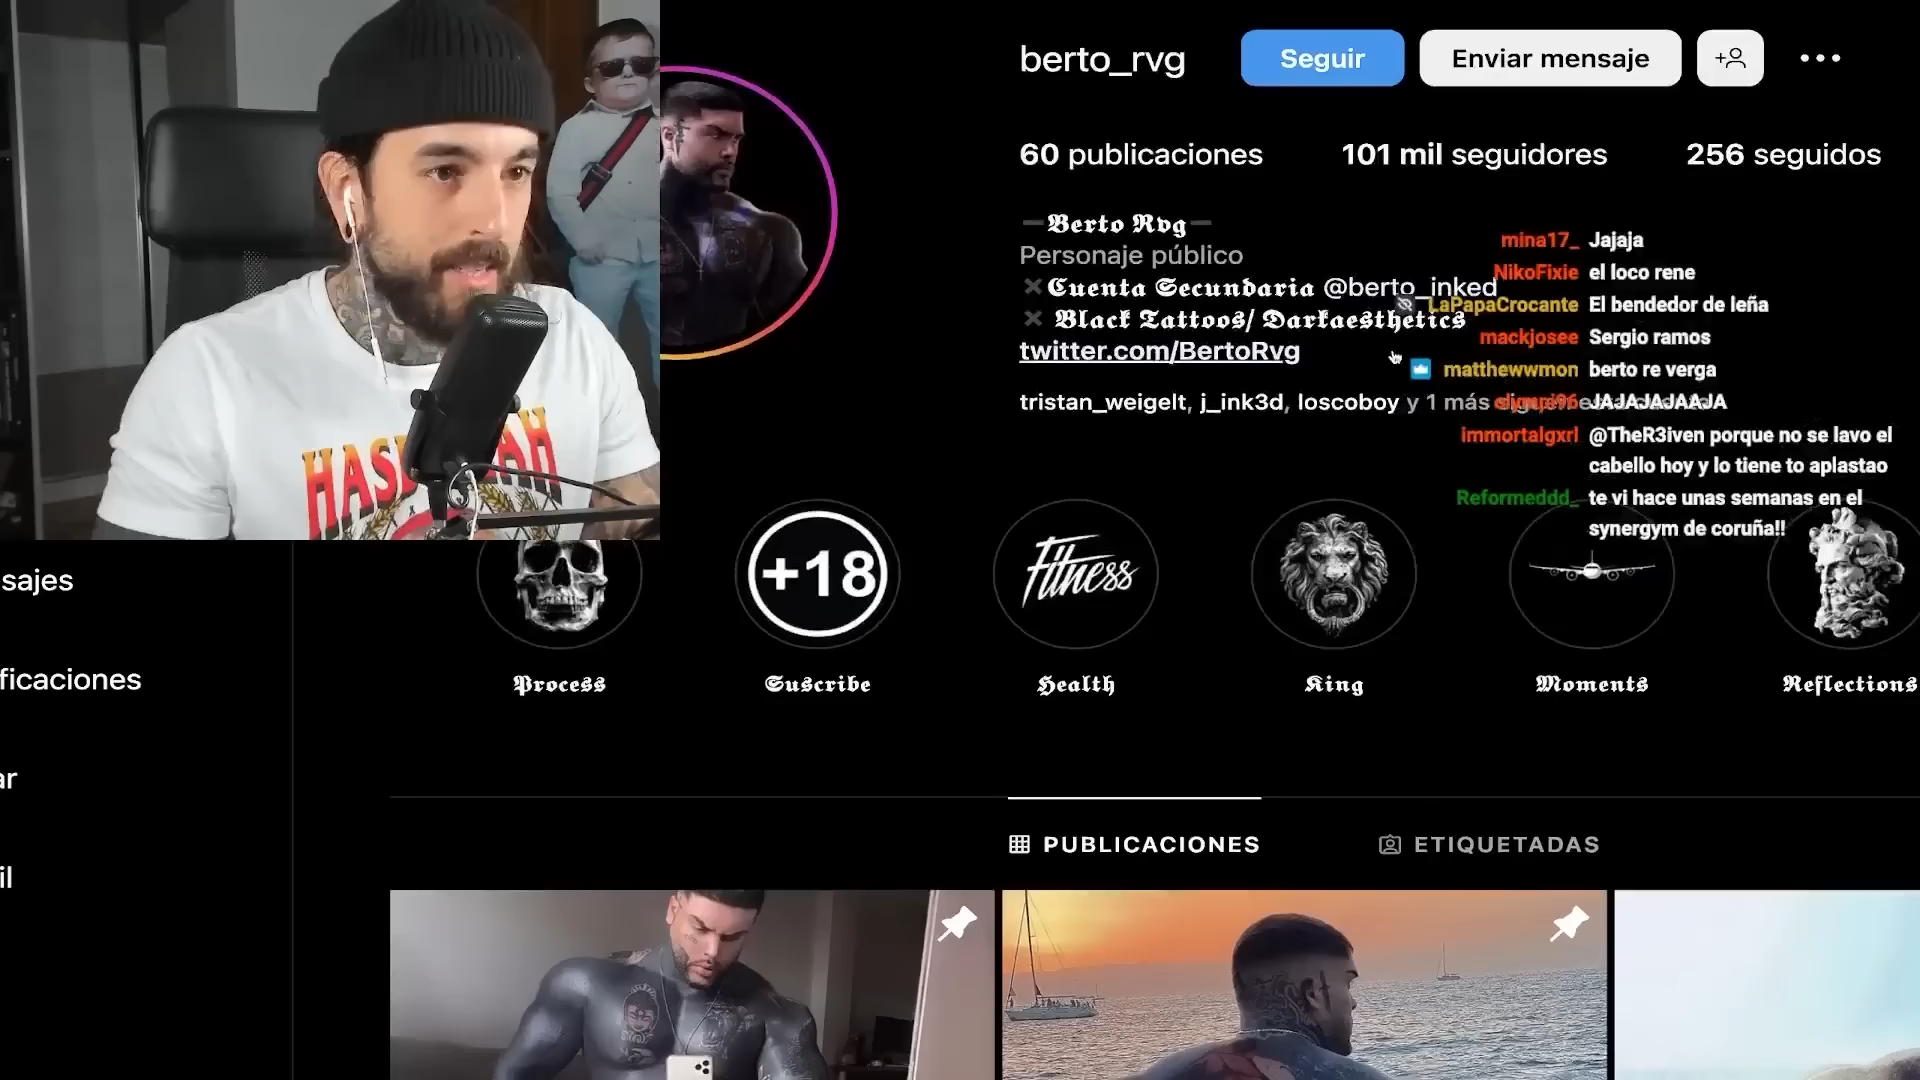 berto_rvg
Seguir
Enviar mensaje
60 publicaciones
101 mil seguidores
256 seguidos
Berto Rvg
Personaje público
Cuenta Secundaria @berto_inked
Black Tattoos/ Darkaesthetics
twitter.com/BertoRvg
tristan_weigelt, j_ink3d, loscoboy y 1 más
mina17_ Jajaja
NikoFixie el loco rene
LaPapaCrocante El bendedor de leña
mackjosee Sergio ramos
matthewwmon berto re verga
JAJAJAJAAJA
immortalgxrl @TheR3iven porque no se lavo el
cabello hoy y lo tiene to aplastao
Reformeddd_ te vi hace unas semanas en el
synergym de coruña!!
HAS
AH
sajes
ficaciones
ar
il
+18
Fitness
Process
Suscribe
Health
King
Moments
Reflections
PUBLICACIONES
ETIQUETADAS